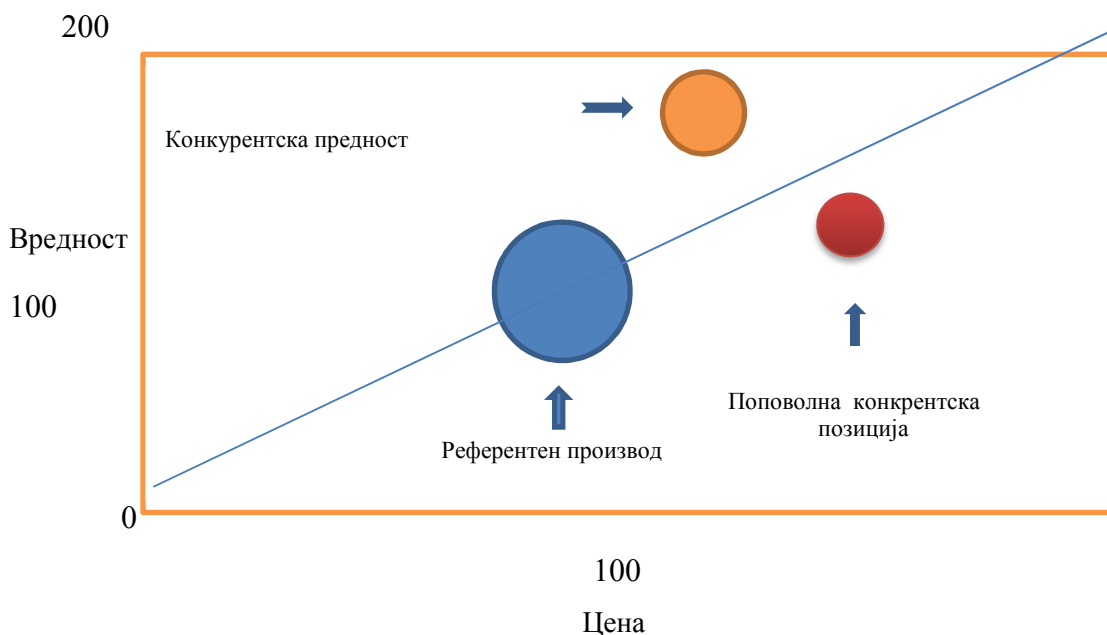 200
Конкурентска предност
Вредност
100
Поповолна конкрентска
позиција
Референтен производ
0
100
Цена